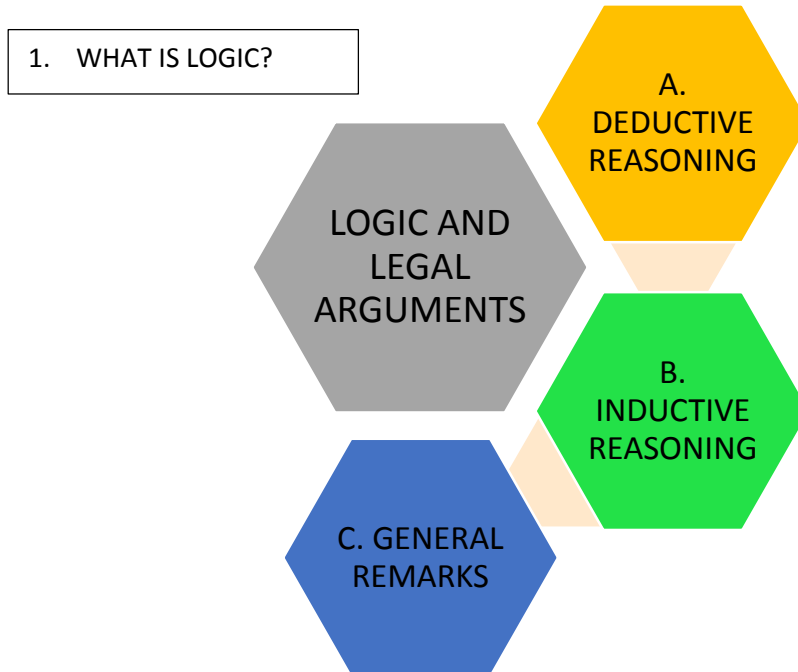 1. WHAT IS LOGIC?
LOGIC AND
LEGAL
ARGUMENTS
A.
DEDUCTIVE
REASONING
B.
INDUCTIVE
REASONING
C. GENERAL
REMARKS